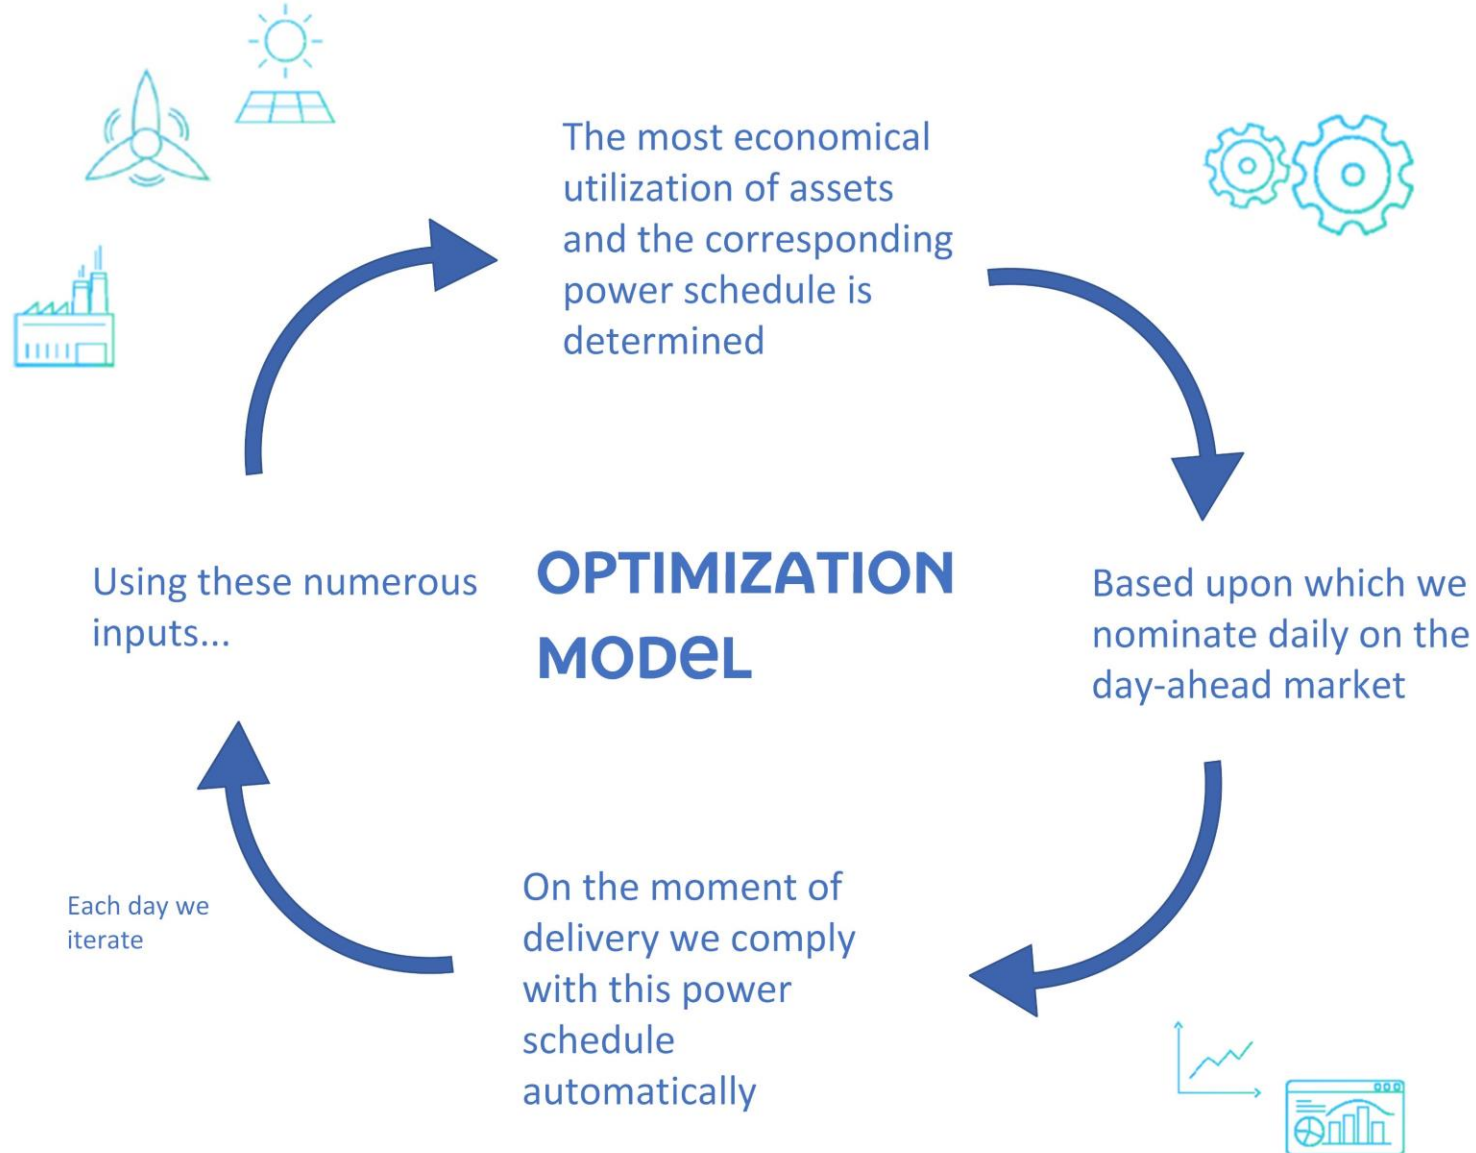 The most economical
utilization of assets
and the corresponding
power schedule is
determined
Using these numerous
inputs...
OPTIMIZATION
MODeL
Based upon which we
nominate daily on the
day-ahead market
Each day we
iterate
On the moment of
delivery we comply
with this power
schedule
automatically